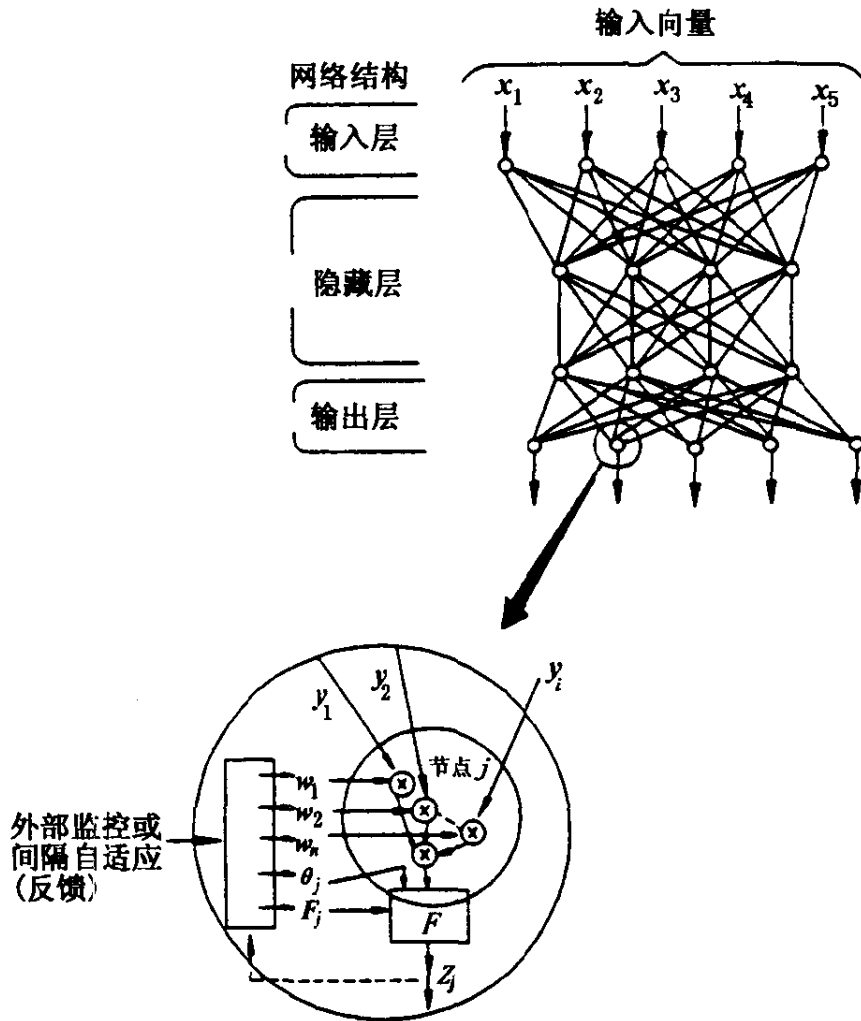 输入向量
网络结构
x₁ x₂ x₃ x₄ x₅
输入层
隐藏层
输出层
y₁ y₂ yᵢ
节点 j
w₁
w₂
wₙ
θⱼ
Fⱼ
外部监控或
间隔自适应
(反馈)
F
Zⱼ